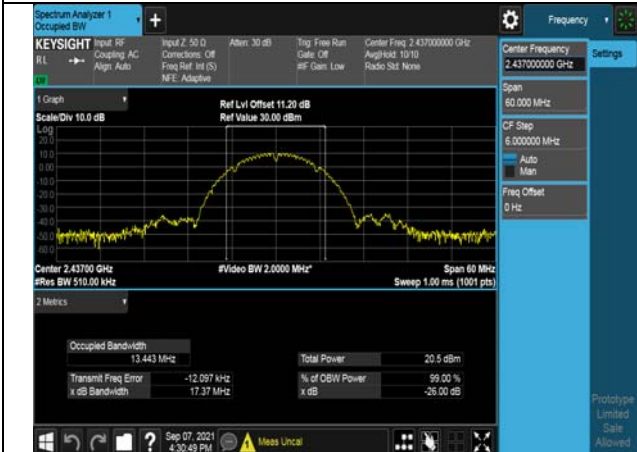 Spectrum Analyzer 1
Occupied BW
+
Frequency
KEYSIGHT
RL
Input: RF
Coupling: AC
Align: Auto
Input Z: 50 Ω
Corrections: Off
Freq Ref: Int (S)
NFE: Adaptive
Atten: 30 dB
Trig: Free Run
Gate: Off
#IF Gain: Low
Center Freq: 2.437000000 GHz
Avg|Hold: 10/10
Radio Std: None
Center Frequency
2.437000000 GHz
Settings
Span
60.000 MHz
CF Step
6.000000 MHz
Auto
Man
Freq Offset
0 Hz
1 Graph
Scale/Div 10.0 dB
Ref Lvl Offset 11.20 dB
Ref Value 30.00 dBm
Log
20.0
10.0
0.00
-10.0
-20.0
-30.0
-40.0
-50.0
-60.0
Center 2.43700 GHz
#Res BW 510.00 kHz
#Video BW 2.0000 MHz*
Span 60 MHz
Sweep 1.00 ms (1001 pts)
2 Metrics
Occupied Bandwidth
13.443 MHz
Total Power 20.5 dBm
Transmit Freq Error -12.097 kHz
% of OBW Power 99.00 %
x dB Bandwidth 17.37 MHz
x dB -26.00 dB
Prototype
Limited
Sale
Allowed
?
Sep 07, 2021
4:30:49 PM
Meas Uncal